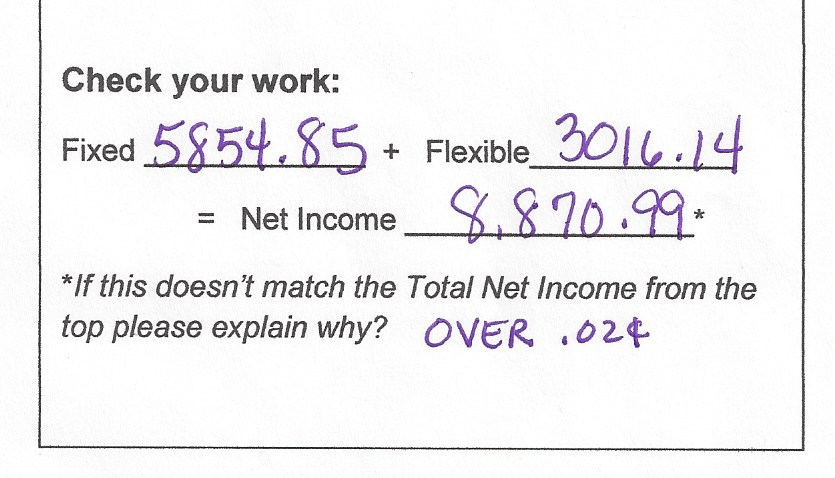 Check your work:
Fixed 5854.85 + Flexible 3016.14
= Net Income 8,870.99*
*If this doesn't match the Total Net Income from the
top please explain why? OVER .02¢